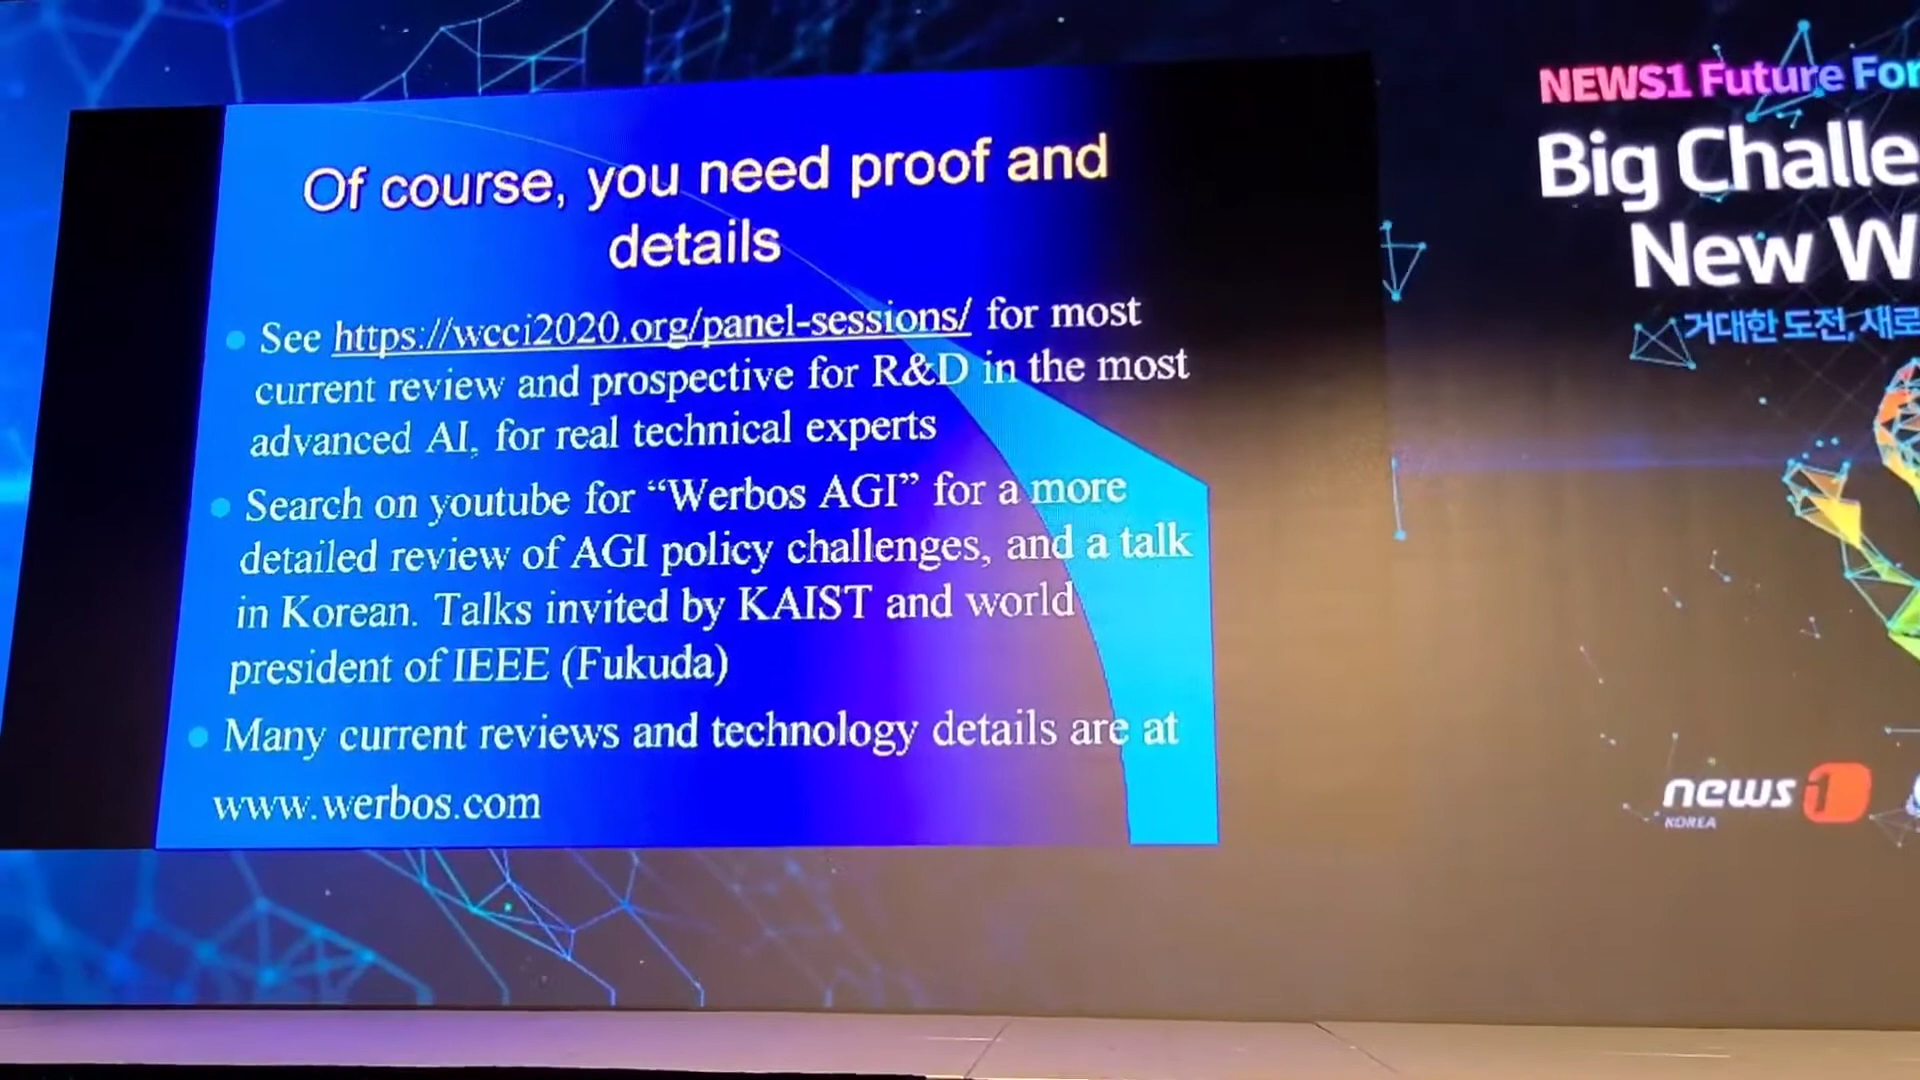 Of course, you need proof and
details
See https://wcci2020.org/panel-sessions/ for most
current review and prospective for R&D in the most
advanced AI, for real technical experts
Search on youtube for “Werbos AGI” for a more
detailed review of AGI policy challenges, and a talk
in Korean. Talks invited by KAIST and world
president of IEEE (Fukuda)
Many current reviews and technology details are at
www.werbos.com
NEWS1 Future For
Big Challe
New W
거대한 도전, 새로
news1
KOREA